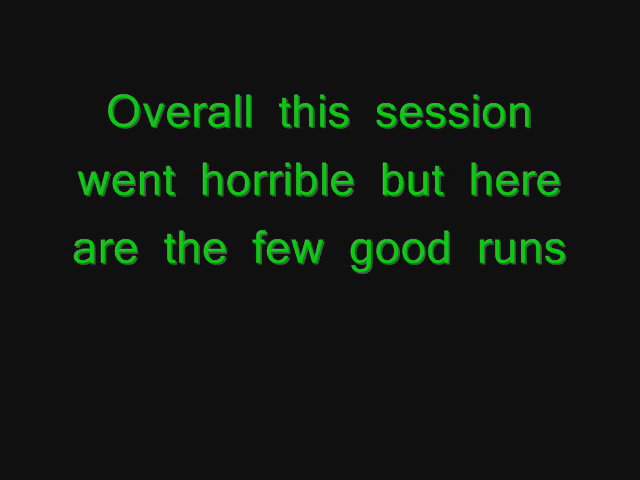 Overall this session
went horrible but here
are the few good runs